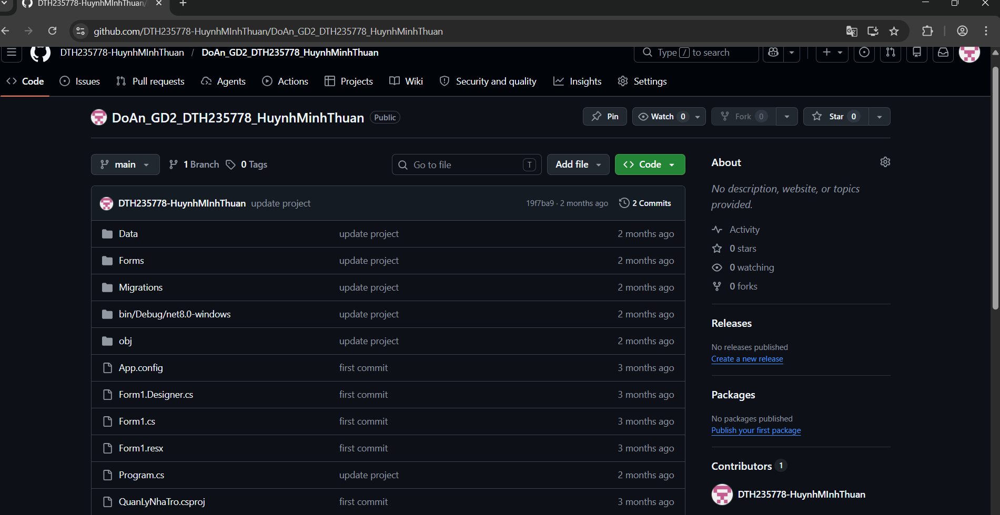 DTH235778-HuynhMInhThuan/
github.com/DTH235778-HuynhMInhThuan/DoAn_GD2_DTH235778_HuynhMinhThuan
DTH235778-HuynhMInhThuan / DoAn_GD2_DTH235778_HuynhMinhThuan
Type / to search
Code Issues Pull requests Agents Actions Projects Wiki Security and quality Insights Settings
DoAn_GD2_DTH235778_HuynhMinhThuan Public
Pin Watch 0 Fork 0 Star 0
main 1 Branch 0 Tags
Go to file T Add file Code
DTH235778-HuynhMInhThuan update project 19f7ba9 · 2 months ago 2 Commits
Data update project 2 months ago
Forms update project 2 months ago
Migrations update project 2 months ago
bin/Debug/net8.0-windows update project 2 months ago
obj update project 2 months ago
App.config first commit 3 months ago
Form1.Designer.cs first commit 3 months ago
Form1.cs first commit 3 months ago
Form1.resx first commit 3 months ago
Program.cs update project 2 months ago
QuanLyNhaTro.csproj first commit 3 months ago
About
No description, website, or topics
provided.
Activity
0 stars
0 watching
0 forks
Releases
No releases published
Create a new release
Packages
No packages published
Publish your first package
Contributors 1
DTH235778-HuynhMInhThuan